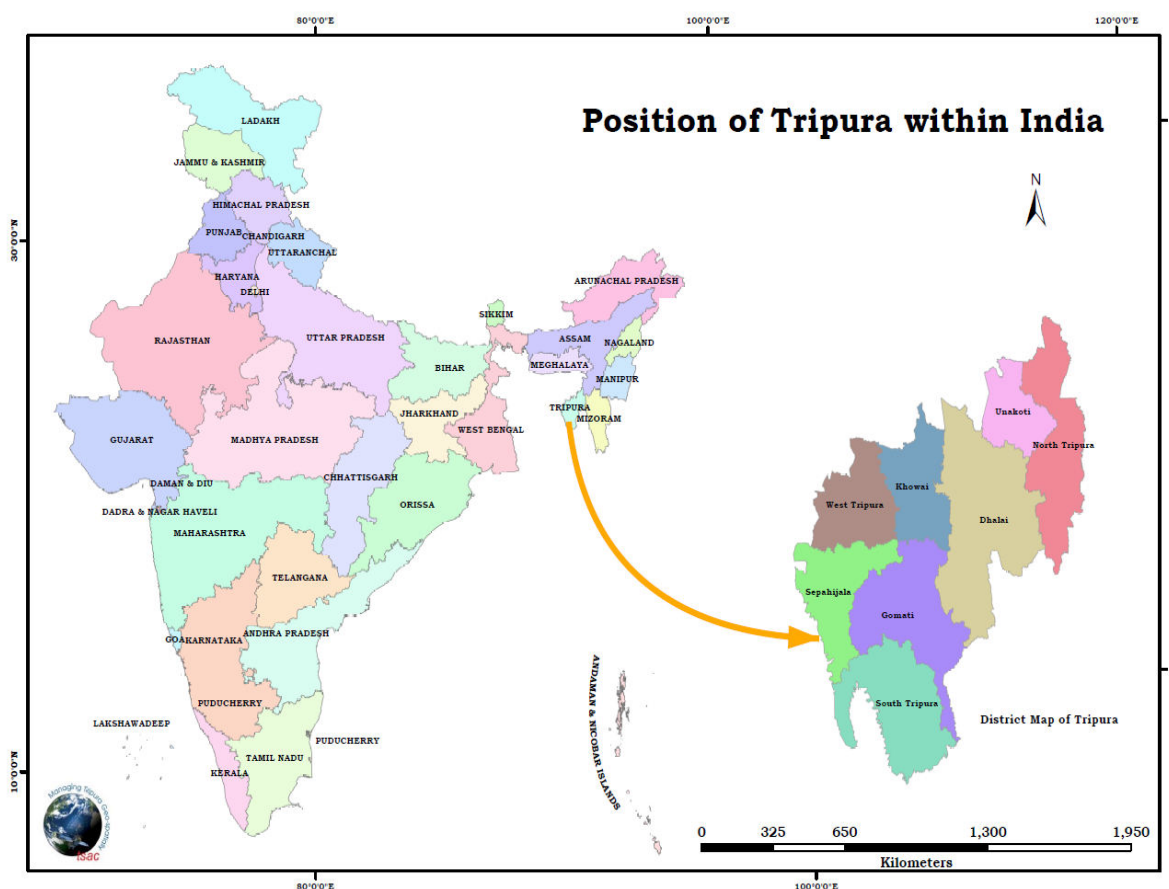 80°0'0"E
100°0'0"E
120°0'0"E
Position of Tripura within India
N
30°0'0"N
10°0'0"N
LADAKH
JAMMU & KASHMIR
HIMACHAL PRADESH
PUNJAB
CHANDIGARH
UTTARANCHAL
HARYANA
DELHI
RAJASTHAN
UTTAR PRADESH
BIHAR
SIKKIM
ARUNACHAL PRADESH
ASSAM
NAGALAND
MEGHALAYA
MANIPUR
TRIPURA
MIZORAM
JHARKHAND
WEST BENGAL
GUJARAT
MADHYA PRADESH
CHHATTISGARH
DAMAN & DIU
DADRA & NAGAR HAVELI
ORISSA
MAHARASHTRA
TELANGANA
GOA
KARNATAKA
ANDHRA PRADESH
PUDUCHERRY
LAKSHAWADEEP
PUDUCHERRY
TAMIL NADU
KERALA
ANDAMAN & NICOBAR ISLANDS
Unakoti
North Tripura
Khowai
West Tripura
Dhalai
Sepahijala
Gomati
South Tripura
District Map of Tripura
Managing Tripura Geo-spatially
tsac
0 325 650 1,300 1,950
Kilometers
80°0'0"E
100°0'0"E